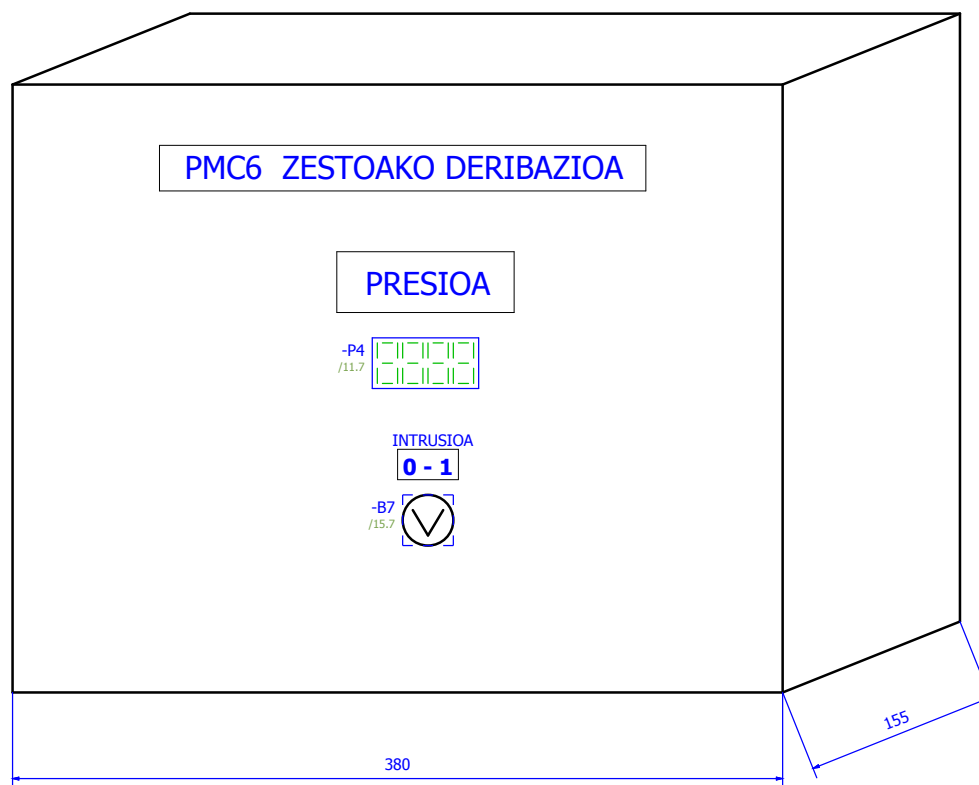 PMC6 ZESTOAKO DERIBAZIOA
PRESIOA
-P4
/11.7
INTRUSIOA
0 - 1
-B7
/15.7
155
380